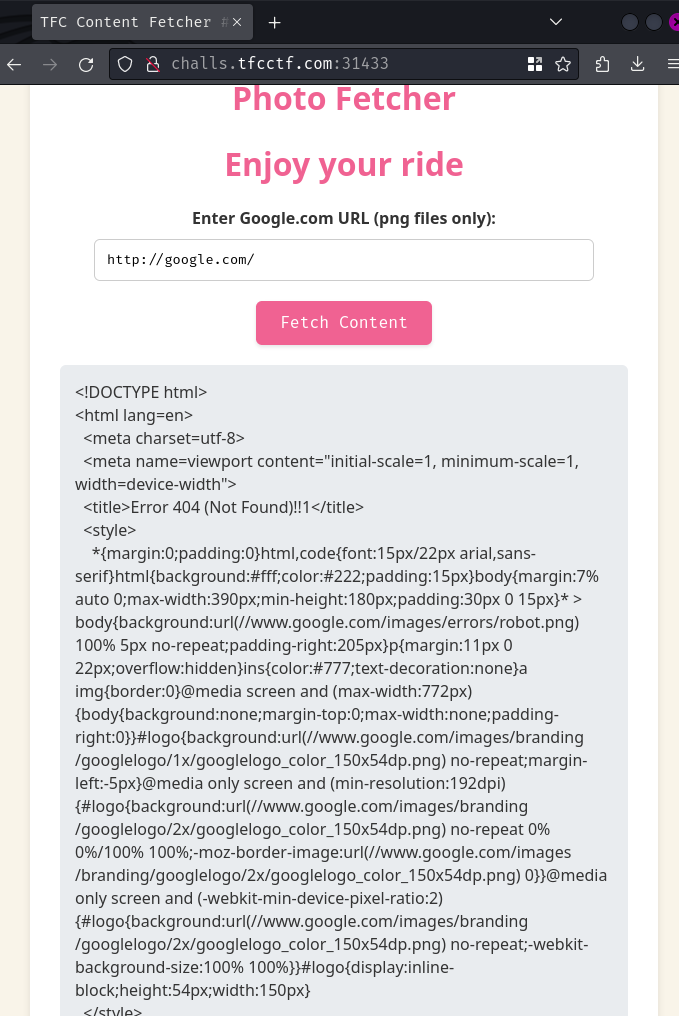 TFC Content Fetcher #
challs.tfcctf.com:31433
Photo Fetcher
Enjoy your ride
Enter Google.com URL (png files only):
http://google.com/
Fetch Content
<!DOCTYPE html>
<html lang=en>
<meta charset=utf-8>
<meta name=viewport content="initial-scale=1, minimum-scale=1,
width=device-width">
<title>Error 404 (Not Found)!!1</title>
<style>
*{margin:0;padding:0}html,code{font:15px/22px arial,sans-
serif}html{background:#fff;color:#222;padding:15px}body{margin:7%
auto 0;max-width:390px;min-height:180px;padding:30px 0 15px}* >
body{background:url(//www.google.com/images/errors/robot.png)
100% 5px no-repeat;padding-right:205px}p{margin:11px 0
22px;overflow:hidden}ins{color:#777;text-decoration:none}a
img{border:0}@media screen and (max-width:772px)
{body{background:none;margin-top:0;max-width:none;padding-
right:0}}#logo{background:url(//www.google.com/images/branding
/googlelogo/1x/googlelogo_color_150x54dp.png) no-repeat;margin-
left:-5px}@media only screen and (min-resolution:192dpi)
{#logo{background:url(//www.google.com/images/branding
/googlelogo/2x/googlelogo_color_150x54dp.png) no-repeat 0%
0%/100% 100%;-moz-border-image:url(//www.google.com/images
/branding/googlelogo/2x/googlelogo_color_150x54dp.png) 0}}@media
only screen and (-webkit-min-device-pixel-ratio:2)
{#logo{background:url(//www.google.com/images/branding
/googlelogo/2x/googlelogo_color_150x54dp.png) no-repeat;-webkit-
background-size:100% 100%}}#logo{display:inline-
block;height:54px;width:150px}
</style>